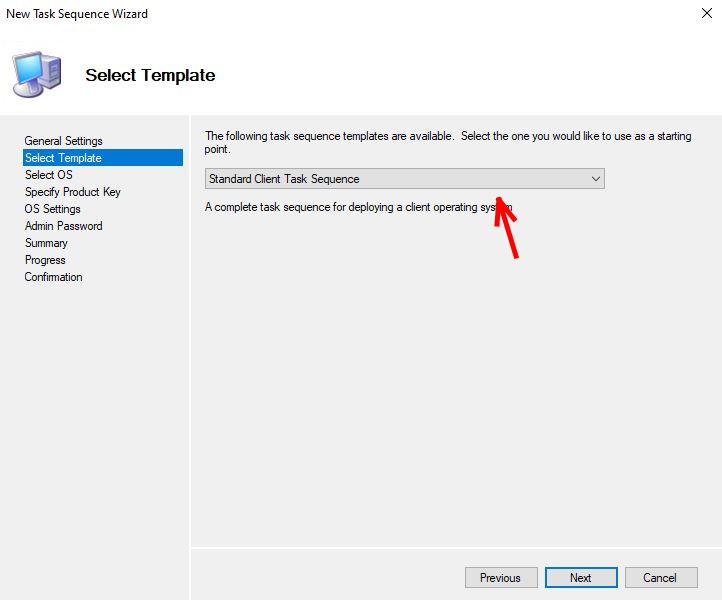 New Task Sequence Wizard
Select Template
General Settings
Select Template
Select OS
Specify Product Key
OS Settings
Admin Password
Summary
Progress
Confirmation
The following task sequence templates are available.  Select the one you would like to use as a starting
point.
Standard Client Task Sequence
A complete task sequence for deploying a client operating system
Previous
Next
Cancel